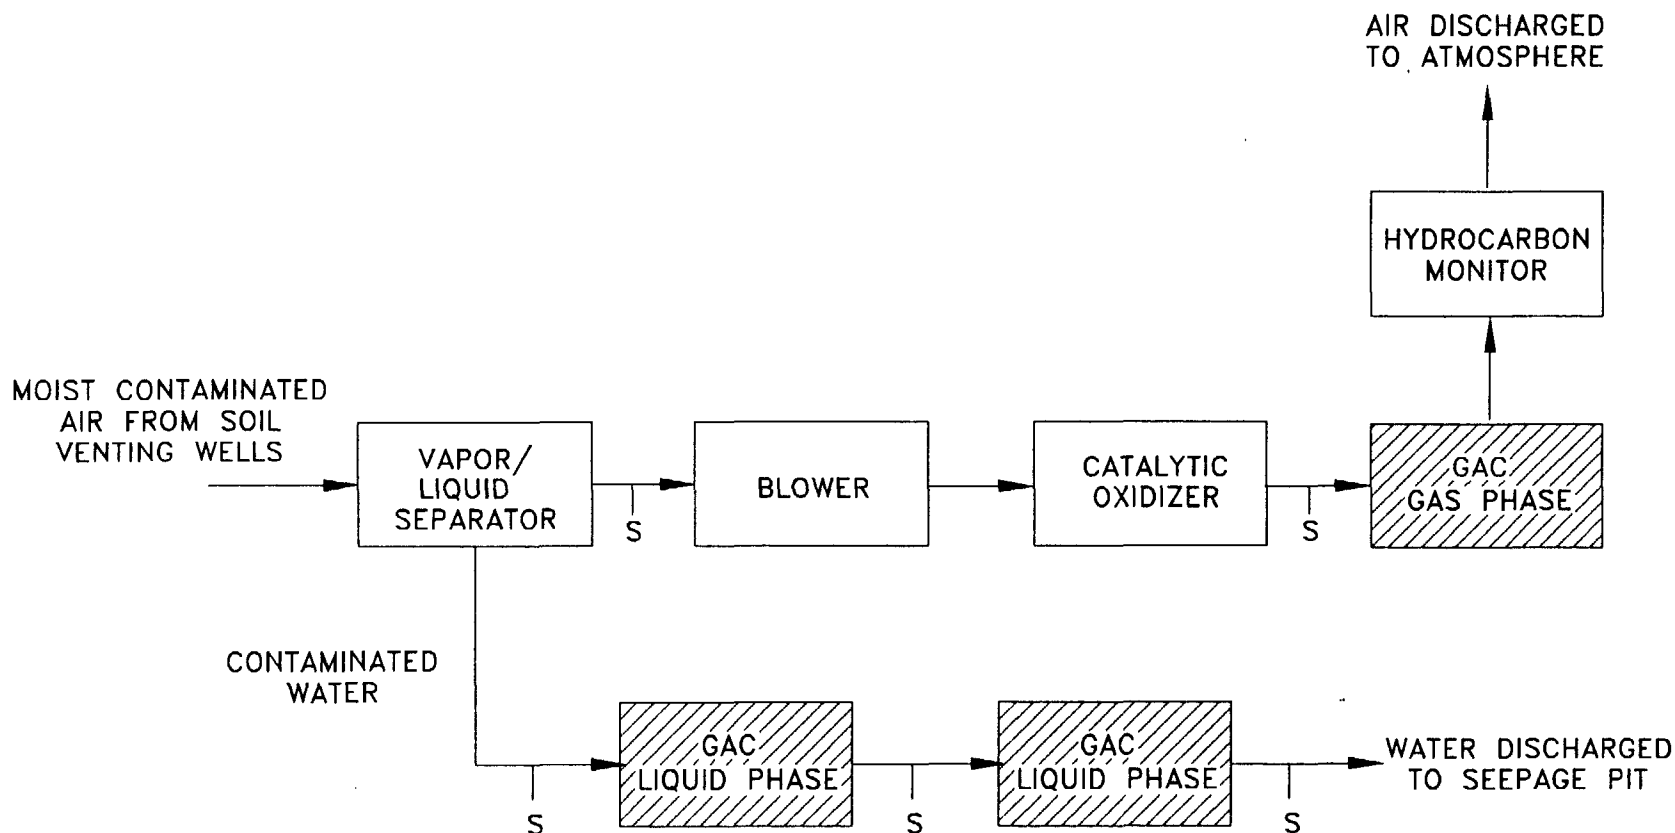 AIR DISCHARGED
TO ATMOSPHERE
HYDROCARBON
MONITOR
MOIST CONTAMINATED
AIR FROM SOIL
VENTING WELLS
VAPOR/
LIQUID
SEPARATOR
S
BLOWER
CATALYTIC
OXIDIZER
S
GAC
GAS PHASE
CONTAMINATED
WATER
S
GAC
LIQUID PHASE
S
GAC
LIQUID PHASE
S
WATER DISCHARGED
TO SEEPAGE PIT